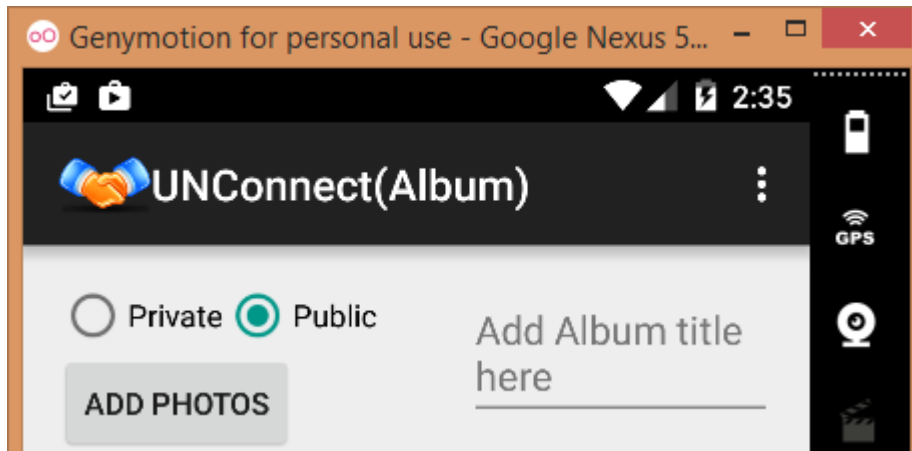 Genymotion for personal use - Google Nexus 5...
2:35
UNConnect(Album)
GPS
Private Public
Add Album title
here
ADD PHOTOS